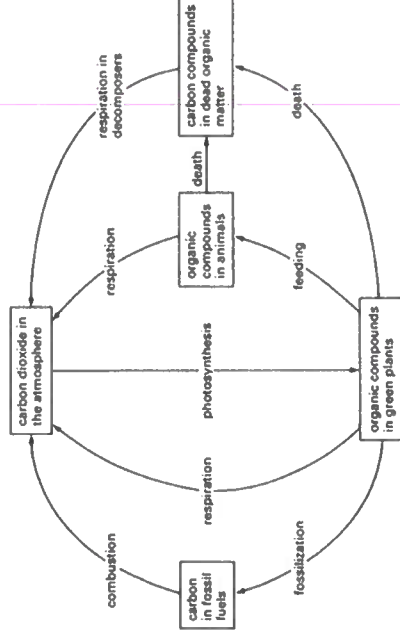 carbon dioxide in
the atmosphere
combustion
respiration
photosynthesis
respiration
respiration in
decomposers
carbon
in fossil
fuels
organic
compounds
in animals
death
carbon compounds
in dead organic
matter
fossilization
feeding
death
organic compounds
in green plants